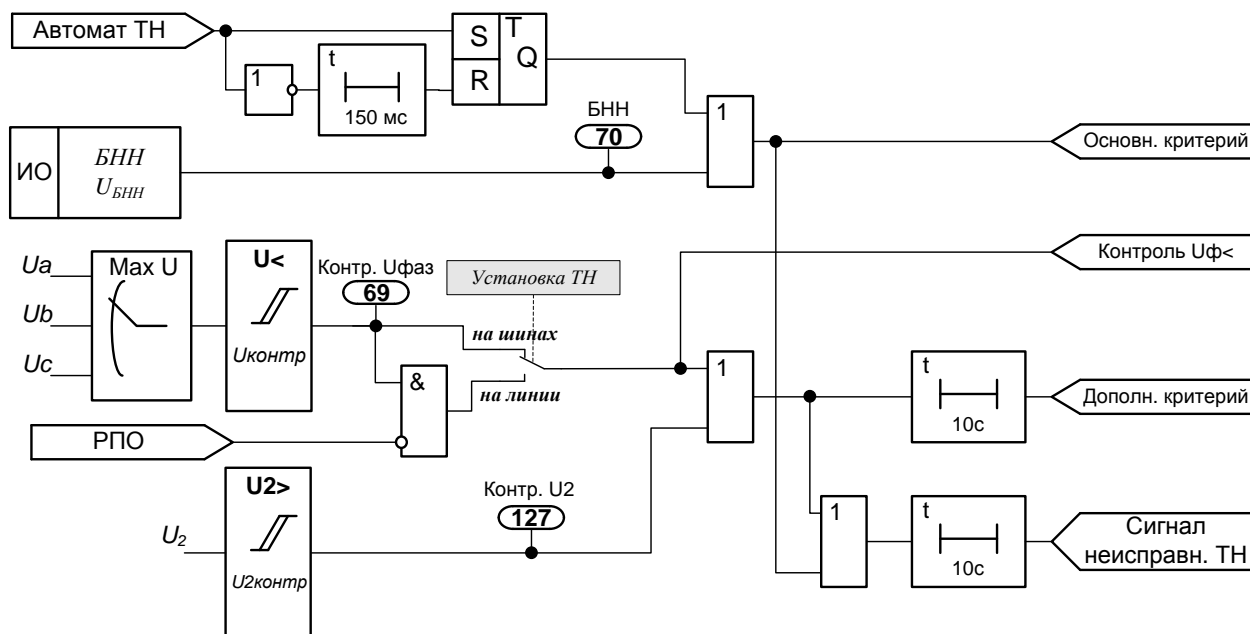 Автомат ТН
S
T
Q
R
1
t
150 мс
БНН
70
1
Основн. критерий
ИО
БНН
UБНН
Ua
Ub
Uc
Max U
U<
Uконтр
Контр. Uфаз
69
Установка ТН
на шинах
на линии
Контроль Uф<
&
РПО
1
t
10с
Дополн. критерий
U2
U2>
U2контр
Контр. U2
127
1
t
10с
Сигнал
неисправн. ТН